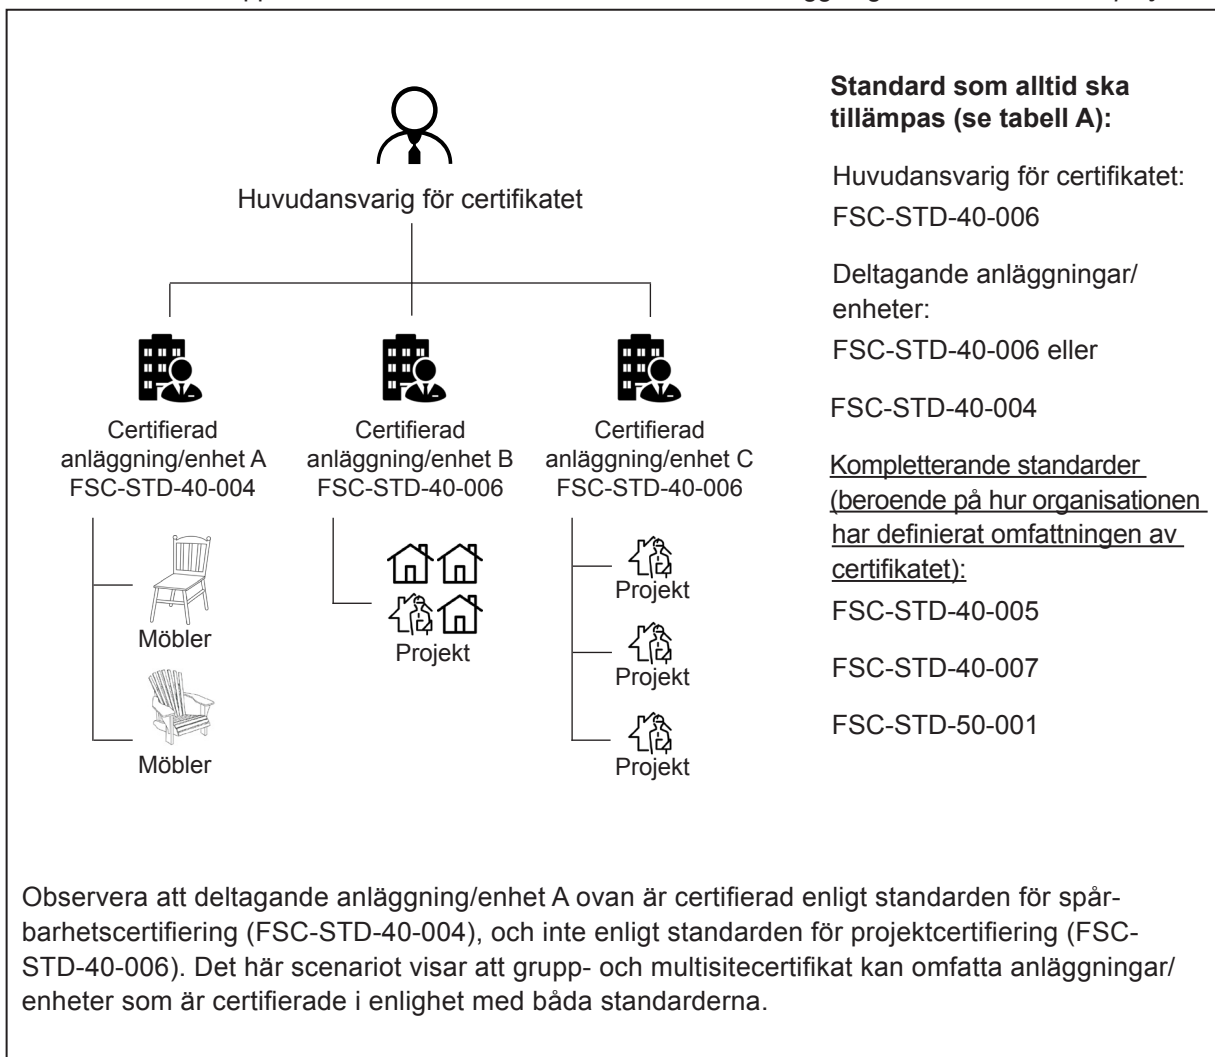 Huvudansvarig för certifikatet
Certifierad
anläggning/enhet A
FSC-STD-40-004
Möbler
Möbler
Certifierad
anläggning/enhet B
FSC-STD-40-006
Projekt
Certifierad
anläggning/enhet C
FSC-STD-40-006
Projekt
Projekt
Projekt
Standard som alltid ska
tillämpas (se tabell A):
Huvudansvarig för certifikatet:
FSC-STD-40-006
Deltagande anläggningar/
enheter:
FSC-STD-40-006 eller
FSC-STD-40-004
Kompletterande standarder
(beroende på hur organisationen
har definierat omfattningen av
certifikatet):
FSC-STD-40-005
FSC-STD-40-007
FSC-STD-50-001
Observera att deltagande anläggning/enhet A ovan är certifierad enligt standarden för spår-
barhetscertifiering (FSC-STD-40-004), och inte enligt standarden för projektcertifiering (FSC-
STD-40-006). Det här scenariot visar att grupp- och multisitecertifikat kan omfatta anläggningar/
enheter som är certifierade i enlighet med båda standarderna.